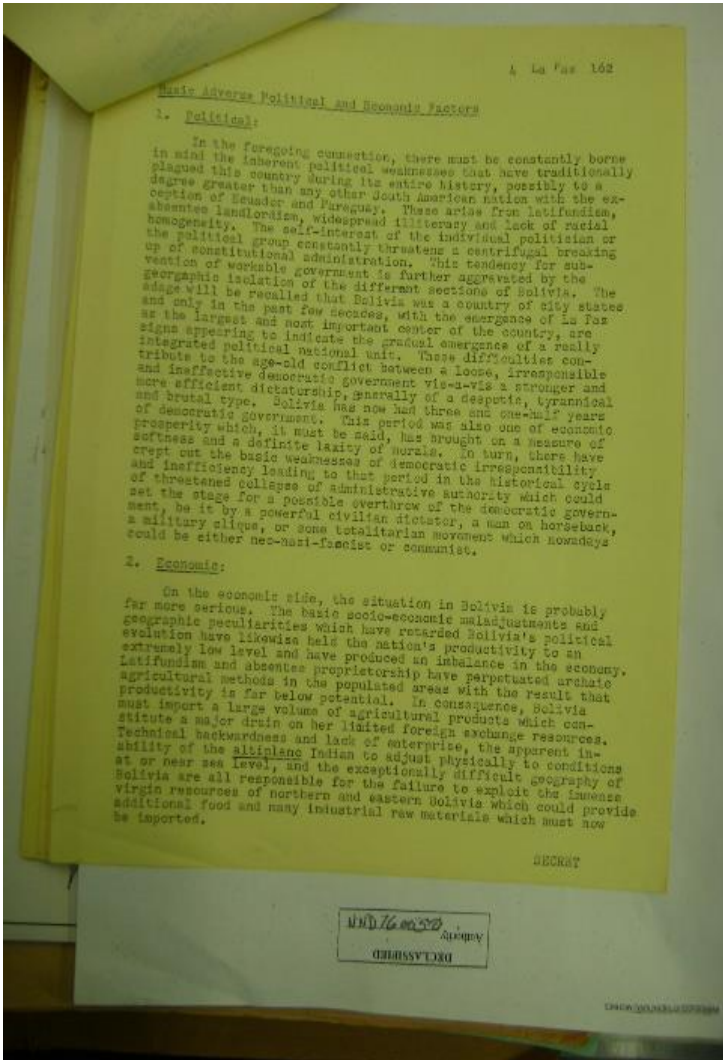 4 La Paz 162
Basic Adverse Political and Economic Factors
1. Political:
In the foregoing connection, there must be constantly borne
in mind the inherent political weaknesses that have traditionally
plagued this country during its entire history, possibly to a
degree greater than any other South American nation with the ex-
ception of Ecuador and Paraguay. These arise from latifundism,
absentee landlordism, widespread illiteracy and lack of racial
homogeneity. The self-interest of the individual politician or
the political group constantly threatens a centrifugal breaking
up of constitutional administration. This tendency for sub-
vention of workable government is further aggravated by the
georgaphic isolation of the different sections of Bolivia. The
adage will be recalled that Bolivia was a country of city states
and only in the past few decades, with the emergence of La Paz
as the largest and most important center of the country, are
signs appearing to indicate the gradual emergence of a really
integrated political national unit. These difficulties con-
tribute to the age-old conflict between a loose, irresponsible
and ineffective democratic government vis-a-vis a stronger and
more efficient dictatorship, generally of a despotic, tyrannical
and brutal type. Bolivia has now had three and one-half years
of democratic government. This period was also one of economic
prosperity which, it must be said, has brought on a measure of
softness and a definite laxity of morals. In turn, there have
crept out the basic weaknesses of democratic irresponsibility
and inefficiency leading to that period in the historical cycle
of threatened collapse of administrative authority which could
set the stage for a possible overthrow of the democratic govern-
ment, be it by a powerful civilian dictator, a man on horseback,
a military clique, or some totalitarian movement which nowadays
could be either neo-nazi-fascist or communist.
2. Economic:
On the economic side, the situation in Bolivia is probably
far more serious. The basic socio-economic maladjustments and
geographic peculiarities which have retarded Bolivia's political
evolution have likewise held the nation's productivity to an
extremely low level and have produced an imbalance in the economy.
Latifundism and absentee proprietorship have perpetuated archaic
agricultural methods in the populated areas with the result that
productivity is far below potential. In consequence, Bolivia
must import a large volume of agricultural products which con-
stitute a major drain on her limited foreign exchange resources.
Technical backwardness and lack of enterprise, the apparent in-
ability of the altiplano Indian to adjust physically to conditions
at or near sea level, and the exceptionally difficult geography of
Bolivia are all responsible for the failure to exploit the immense
virgin resources of northern and eastern Bolivia which could provide
additional food and many industrial raw materials which must now
be imported.
SECRET
NND 760050
Authority
DECLASSIFIED